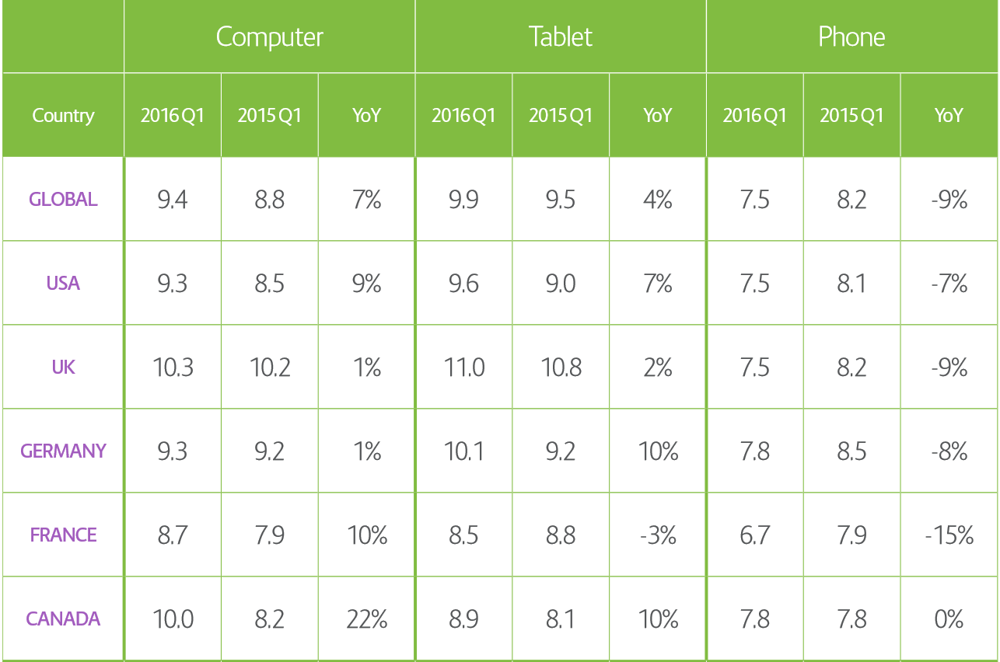 Computer Tablet Phone
Country 2016 Q1 2015 Q1 YoY 2016 Q1 2015 Q1 YoY 2016 Q1 2015 Q1 YoY
GLOBAL 9.4 8.8 7% 9.9 9.5 4% 7.5 8.2 -9%
USA 9.3 8.5 9% 9.6 9.0 7% 7.5 8.1 -7%
UK 10.3 10.2 1% 11.0 10.8 2% 7.5 8.2 -9%
GERMANY 9.3 9.2 1% 10.1 9.2 10% 7.8 8.5 -8%
FRANCE 8.7 7.9 10% 8.5 8.8 -3% 6.7 7.9 -15%
CANADA 10.0 8.2 22% 8.9 8.1 10% 7.8 7.8 0%